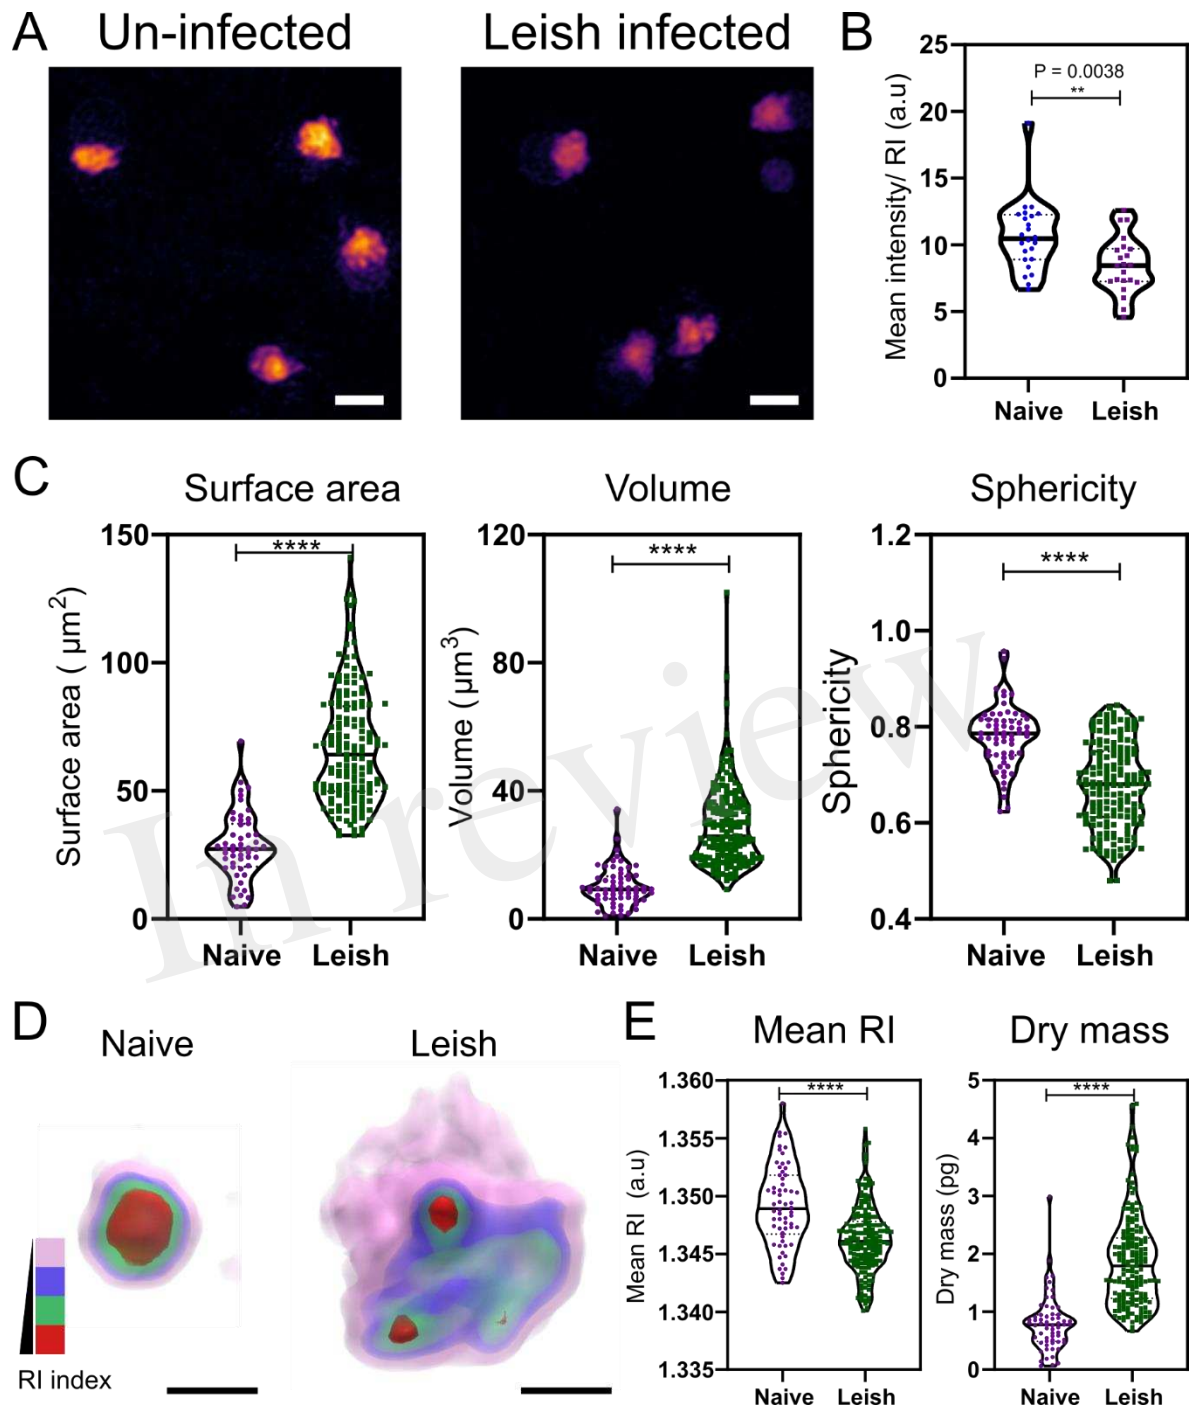 A
Un-infected
Leish infected
B
25
20
15
10
5
0
Mean intensity/ RI (a.u)
P = 0.0038
**
Naive
Leish
C
Surface area
150
100
50
0
Surface area ( µm²)
****
Naive
Leish
Volume
120
80
40
0
Volume ( µm³)
****
Naive
Leish
Sphericity
1.2
1.0
0.8
0.6
0.4
Sphericity
****
Naive
Leish
In review
D
Naive
Leish
RI index
E
Mean RI
1.360
1.355
1.350
1.345
1.340
1.335
Mean RI (a.u)
****
Naive
Leish
Dry mass
5
4
3
2
1
0
Dry mass (pg)
****
Naive
Leish